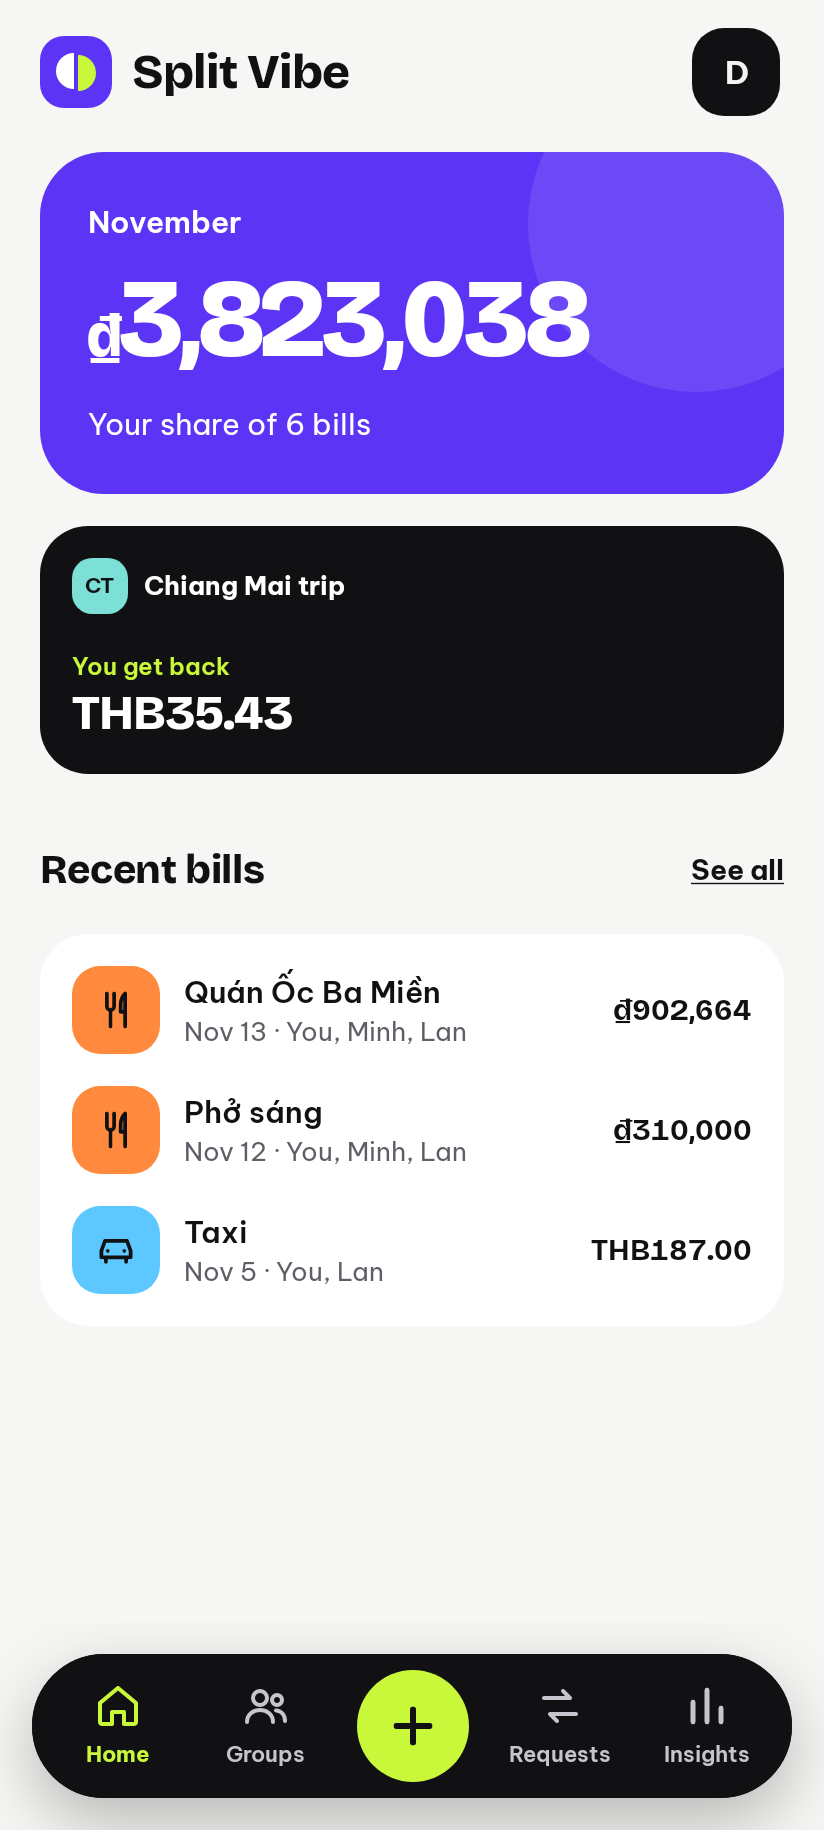 Split Vibe
D
November
₫3,823,038
Your share of 6 bills
CT
Chiang Mai trip
You get back
THB35.43
Recent bills
See all
Quán Ốc Ba Miền
₫902,664
Nov 13 · You, Minh, Lan
Phở sáng
₫310,000
Nov 12 · You, Minh, Lan
Taxi
THB187.00
Nov 5 · You, Lan
Home
Groups
Requests
Insights